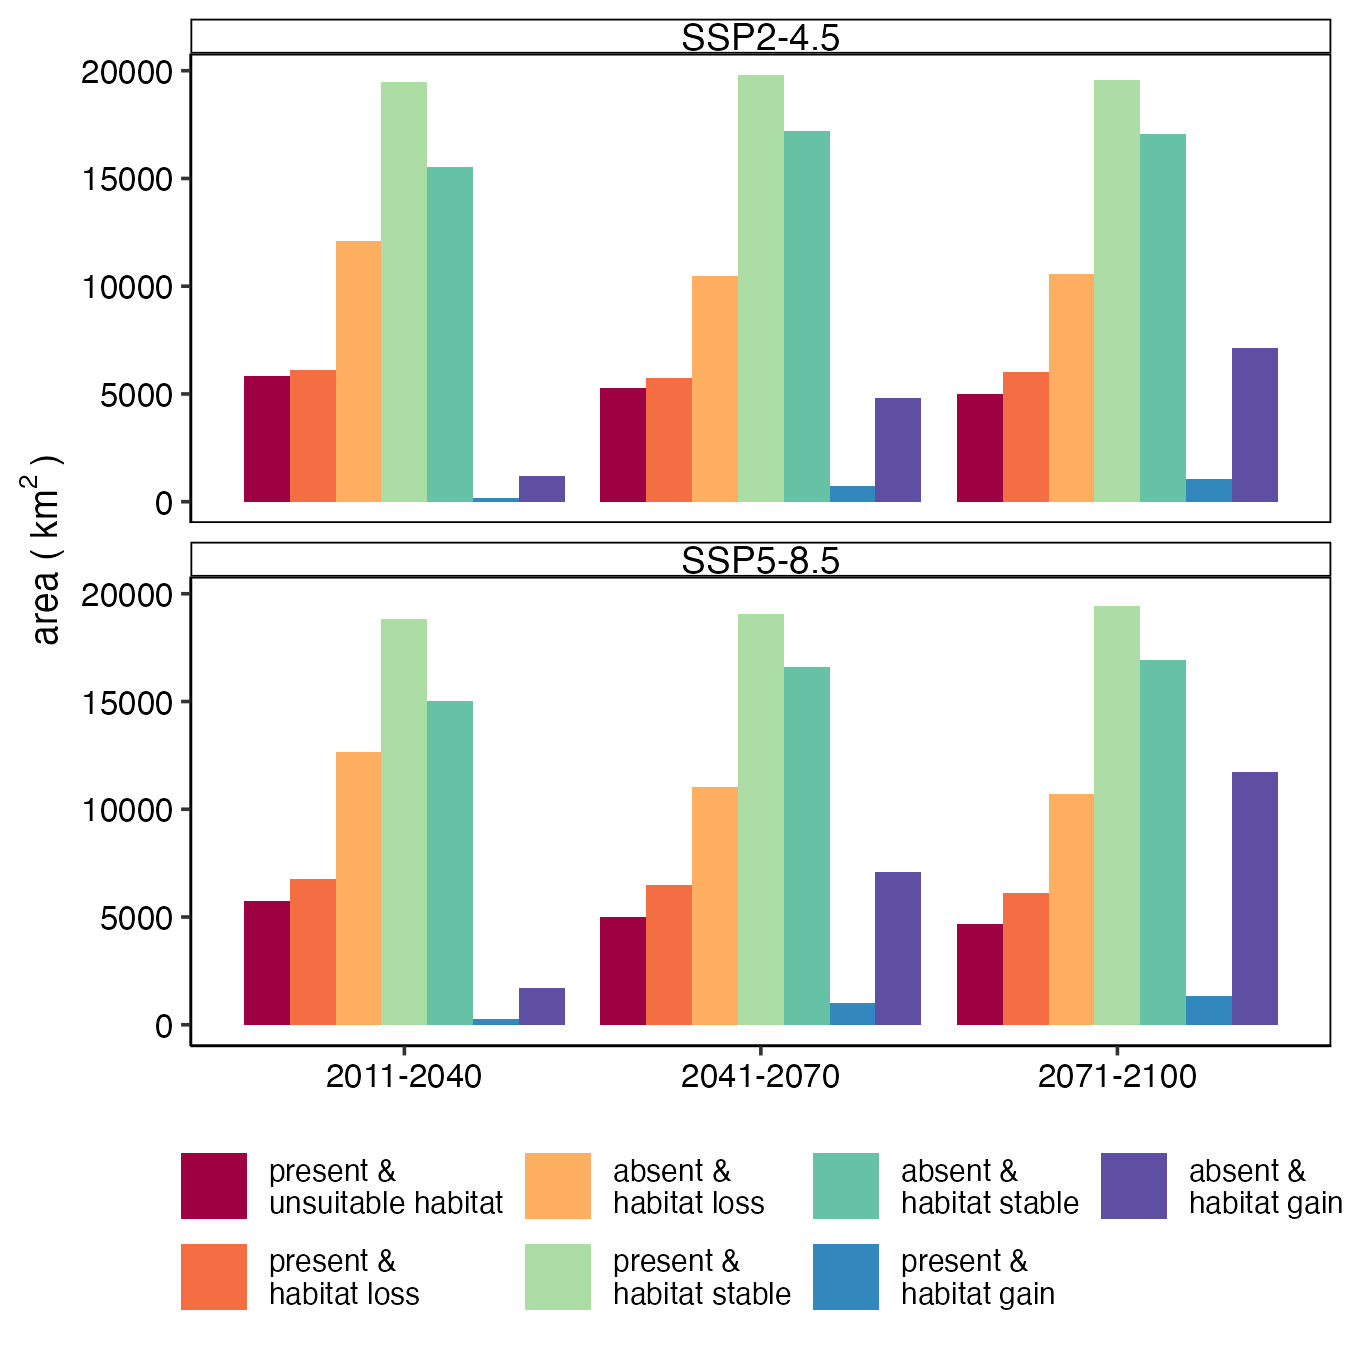 SSP2-4.5
20000
15000
10000
5000
0
area ( km² )
SSP5-8.5
20000
15000
10000
5000
0
2011-2040
2041-2070
2071-2100
present &
unsuitable habitat
absent &
habitat loss
absent &
habitat stable
absent &
habitat gain
present &
habitat loss
present &
habitat stable
present &
habitat gain